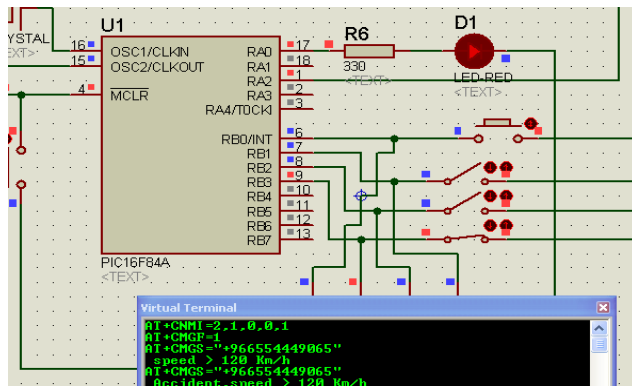 U1
YSTAL
EXT>
16
15
4
OSC1/CLKIN
OSC2/CLKOUT
MCLR
RA0
RA1
RA2
RA3
RA4/T0CKI
RB0/INT
RB1
RB2
RB3
RB4
RB5
RB6
RB7
17
18
1
2
3
6
7
8
9
10
11
12
13
PIC16F84A
<TEXT>
R6
330
<TEXT>
D1
LED-RED
<TEXT>
Virtual Terminal
AT+CNMI=2,1,0,0,1
AT+CMGF=1
AT+CMGS="+966554449065"
speed > 120 Km/h
AT+CMGS="+966554449065"
Accident,speed > 120 Km/h